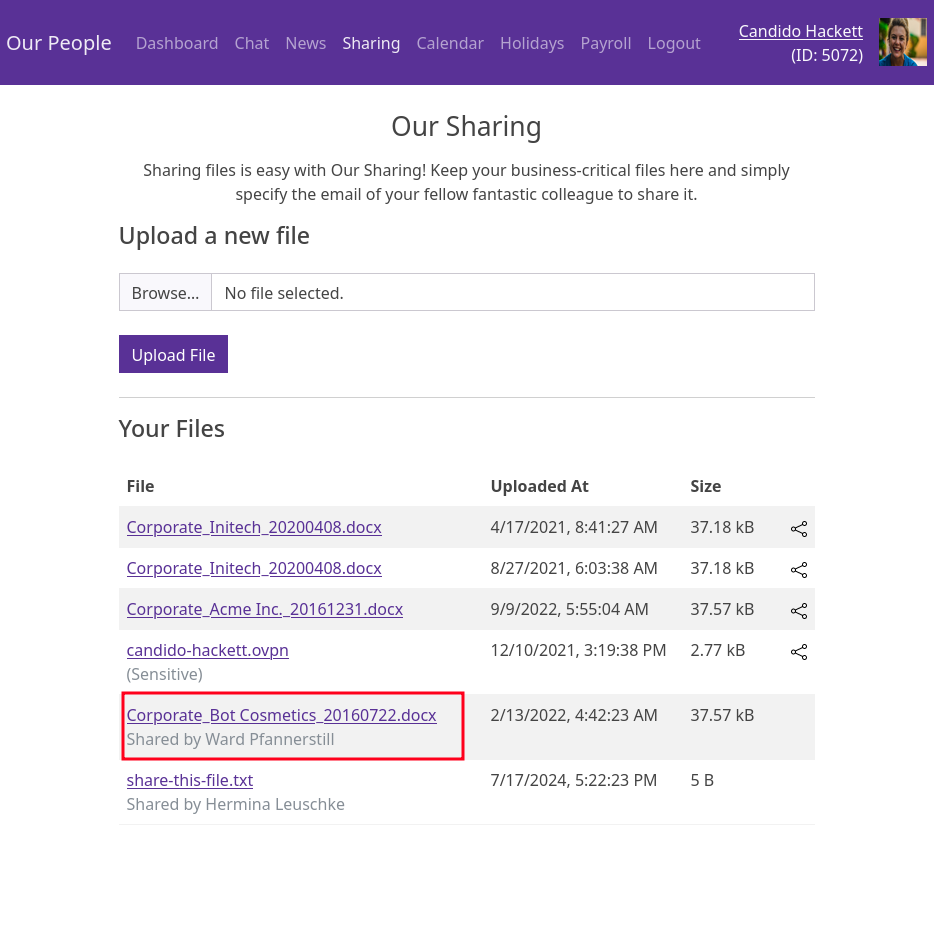 Our People Dashboard Chat News Sharing Calendar Holidays Payroll Logout Candido Hackett
(ID: 5072)
Our Sharing
Sharing files is easy with Our Sharing! Keep your business-critical files here and simply
specify the email of your fellow fantastic colleague to share it.
Upload a new file
Browse... No file selected.
Upload File
Your Files
File Uploaded At Size
Corporate_Initech_20200408.docx 4/17/2021, 8:41:27 AM 37.18 kB
Corporate_Initech_20200408.docx 8/27/2021, 6:03:38 AM 37.18 kB
Corporate_Acme Inc._20161231.docx 9/9/2022, 5:55:04 AM 37.57 kB
candido-hackett.ovpn 12/10/2021, 3:19:38 PM 2.77 kB
(Sensitive)
Corporate_Bot Cosmetics_20160722.docx 2/13/2022, 4:42:23 AM 37.57 kB
Shared by Ward Pfannerstill
share-this-file.txt 7/17/2024, 5:22:23 PM 5 B
Shared by Hermina Leuschke